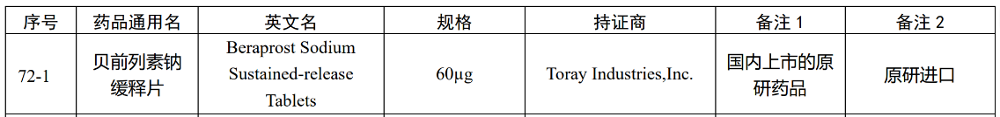 序号 药品通用名 英文名 规格 持证商 备注 1 备注 2
72-1 贝前列素钠缓释片 Beraprost Sodium Sustained-release Tablets 60μg Toray Industries,Inc. 国内上市的原研药品 原研进口